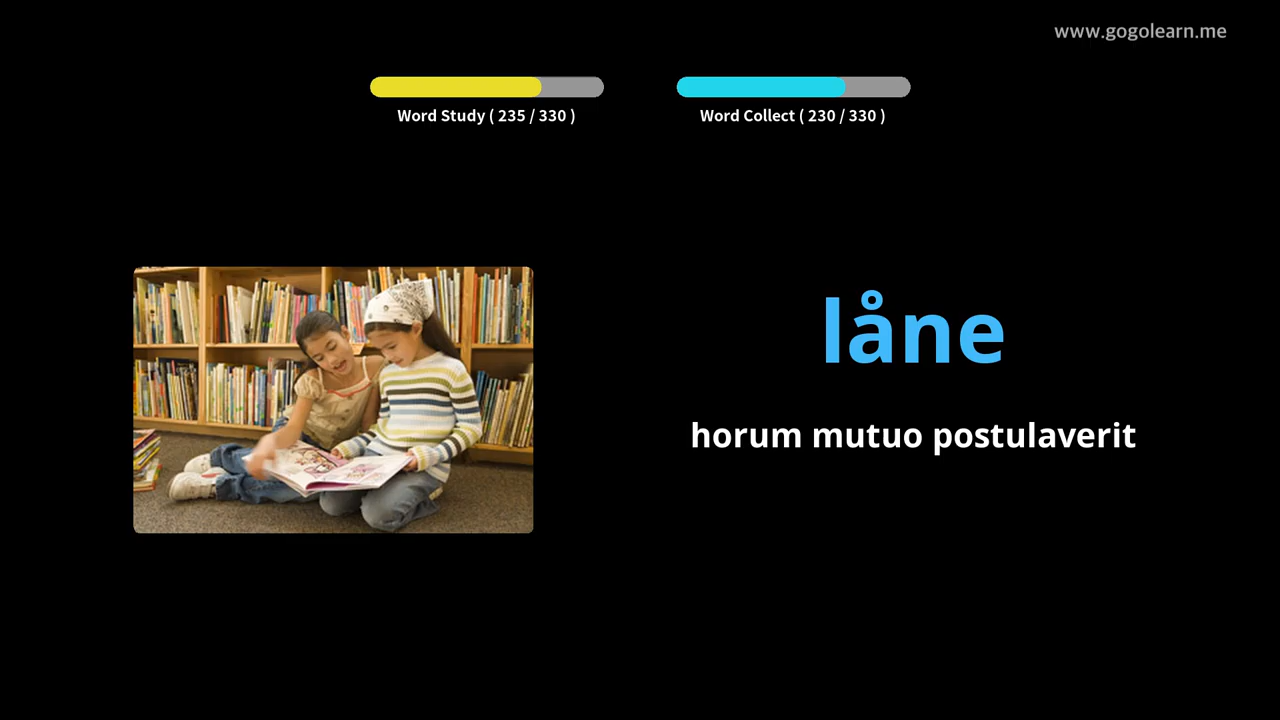 www.gogolearn.me
Word Study ( 235 / 330 )
Word Collect ( 230 / 330 )
låne
horum mutuo postulaverit